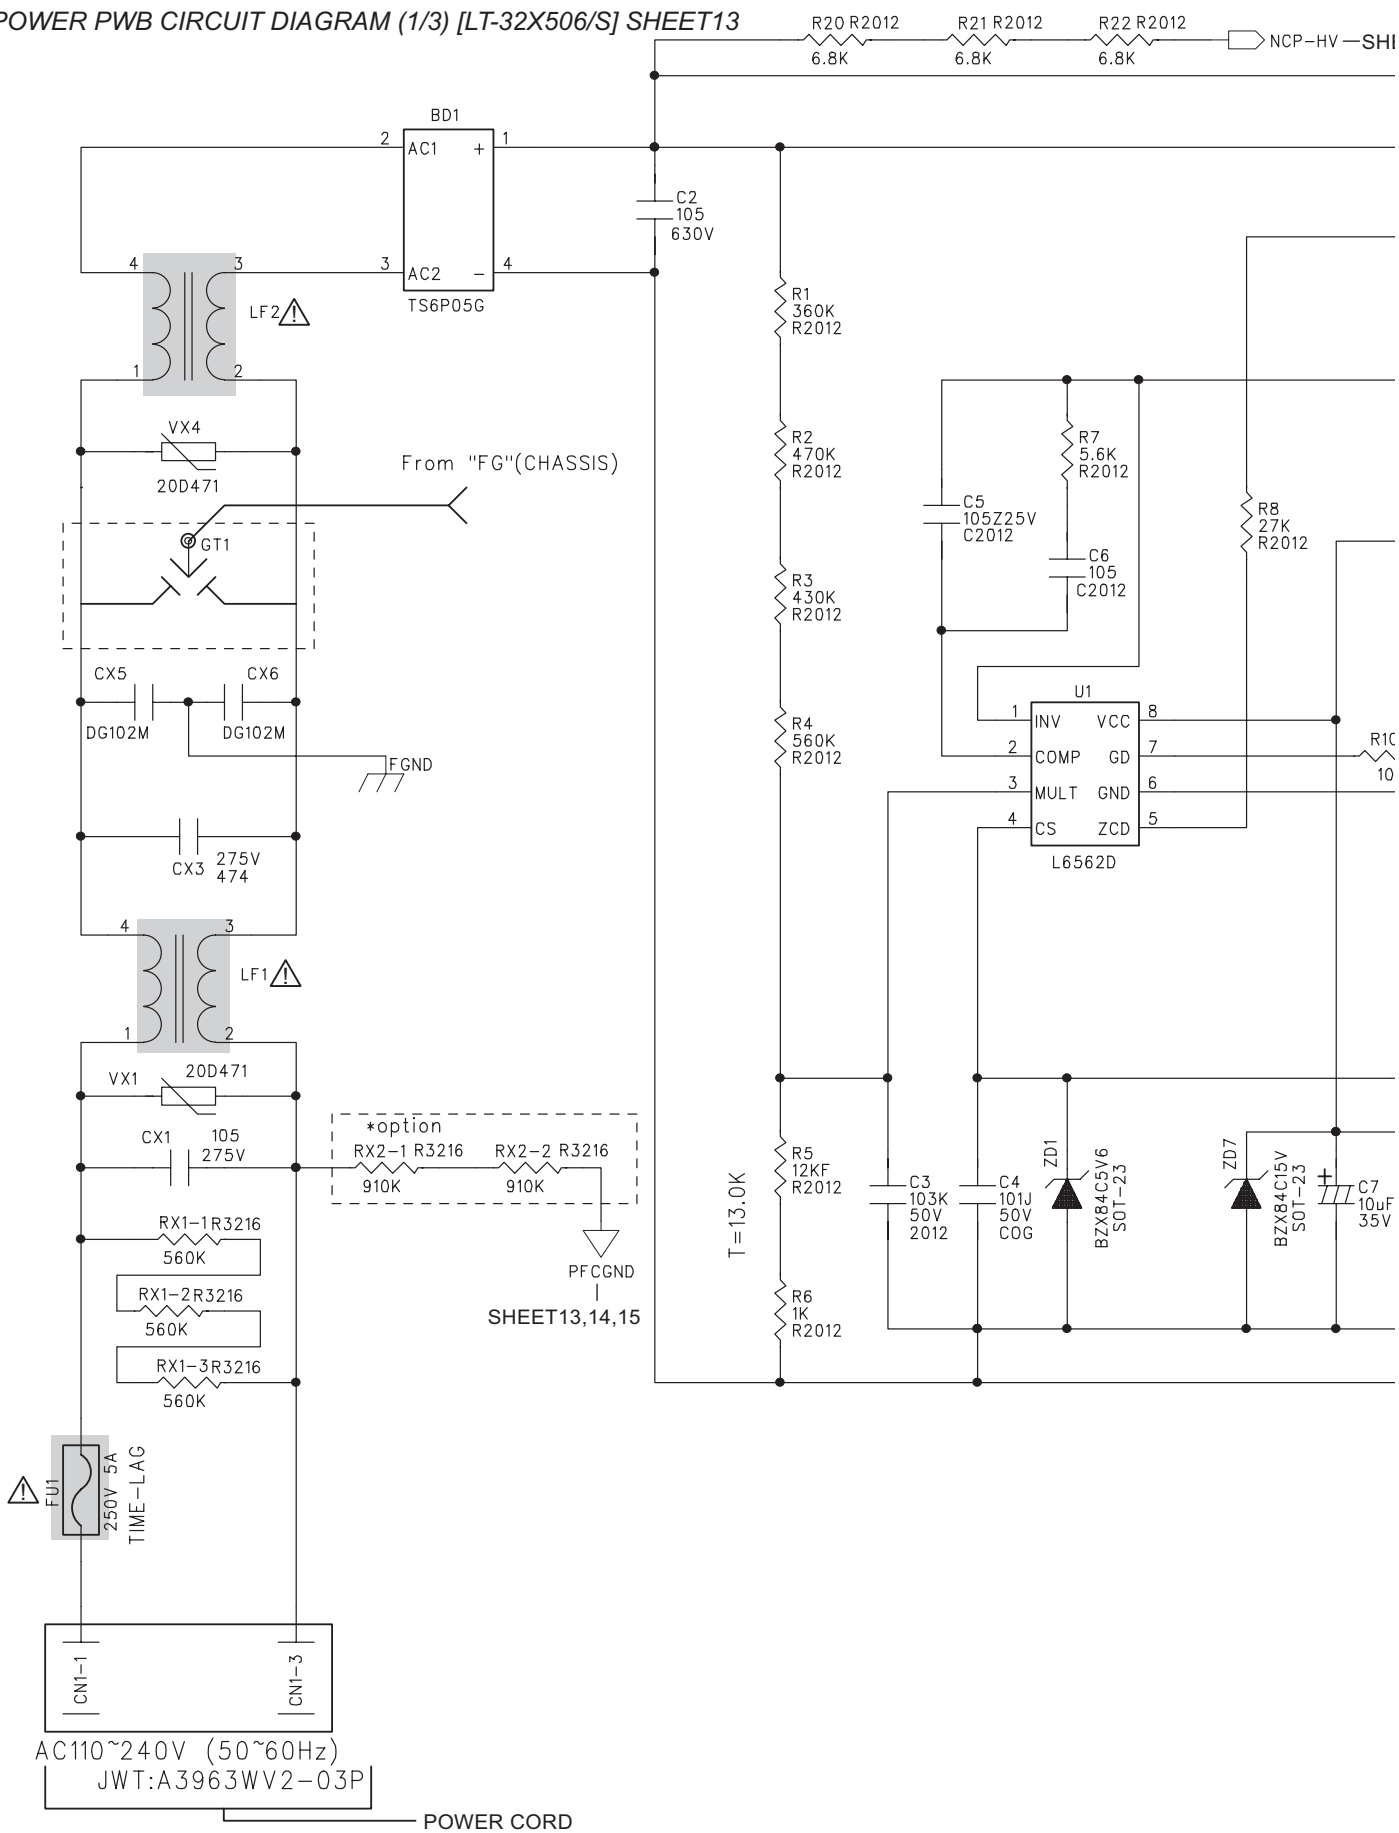 POWER PWB CIRCUIT DIAGRAM (1/3) [LT-32X506/S] SHEET13
R20 R2012
6.8K
R21 R2012
6.8K
R22 R2012
6.8K
NCP-HV
BD1
2
AC1
+
1
3
AC2
-
4
TS6P05G
C2
105
630V
4
3
LF2
1
2
R1
360K
R2012
VX4
20D471
From "FG"(CHASSIS)
R2
470K
R2012
R7
5.6K
R2012
C5
105Z25V
C2012
R8
27K
R2012
GT1
C6
105
C2012
R3
430K
R2012
CX5
DG102M
CX6
DG102M
FGND
R4
560K
R2012
U1
1
INV
VCC
8
2
COMP
GD
7
3
MULT
GND
6
4
CS
ZCD
5
L6562D
R10
10
CX3
275V
474
4
3
LF1
1
2
VX1
20D471
CX1
105
275V
*option
RX2-1 R3216
910K
RX2-2 R3216
910K
PFCGND
SHEET13,14,15
T=13.0K
R5
12KF
R2012
C3
103K
50V
2012
C4
101J
50V
COG
ZD1
BZX84C5V6
SOT-23
ZD7
BZX84C15V
SOT-23
+
C7
10uF
35V
RX1-1 R3216
560K
RX1-2 R3216
560K
RX1-3 R3216
560K
R6
1K
R2012
FU1
250V 5A
TIME-LAG
CN1-1
CN1-3
AC110~240V (50~60Hz)
JWT:A3963WV2-03P
POWER CORD